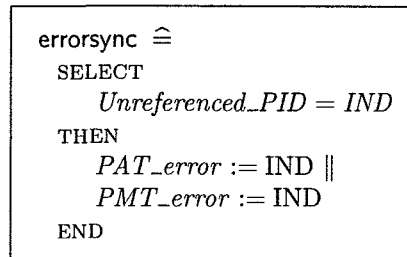 errorsync ≙
SELECT
Unreferenced_PID = IND
THEN
PAT_error := IND ||
PMT_error := IND
END